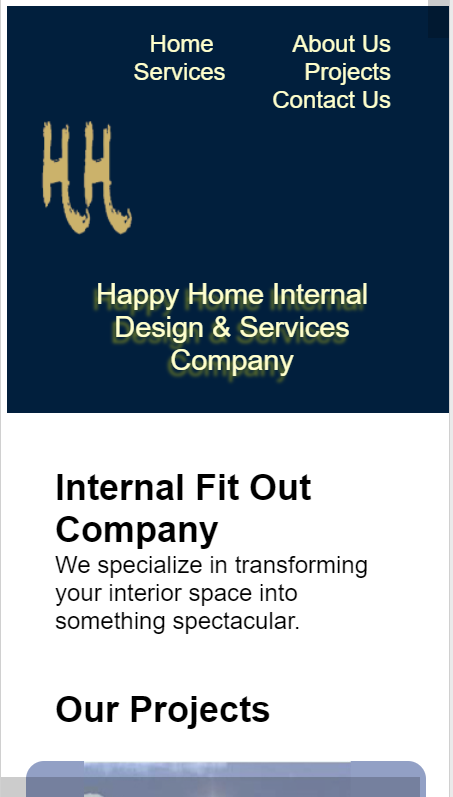 Home
About Us
Services
Projects
Contact Us
HH
Happy Home Internal
Design & Services
Company
Internal Fit Out
Company
We specialize in transforming
your interior space into
something spectacular.
Our Projects